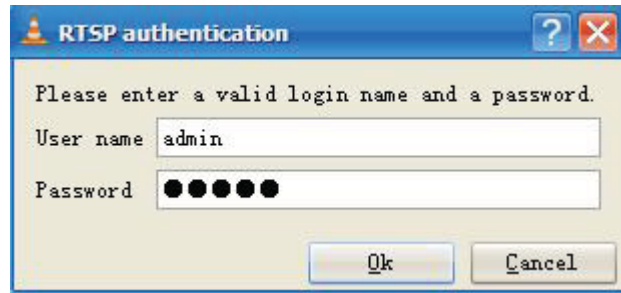 RTSP authentication
Please enter a valid login name and a password.
User name admin
Password ●●●●●
Ok Cancel